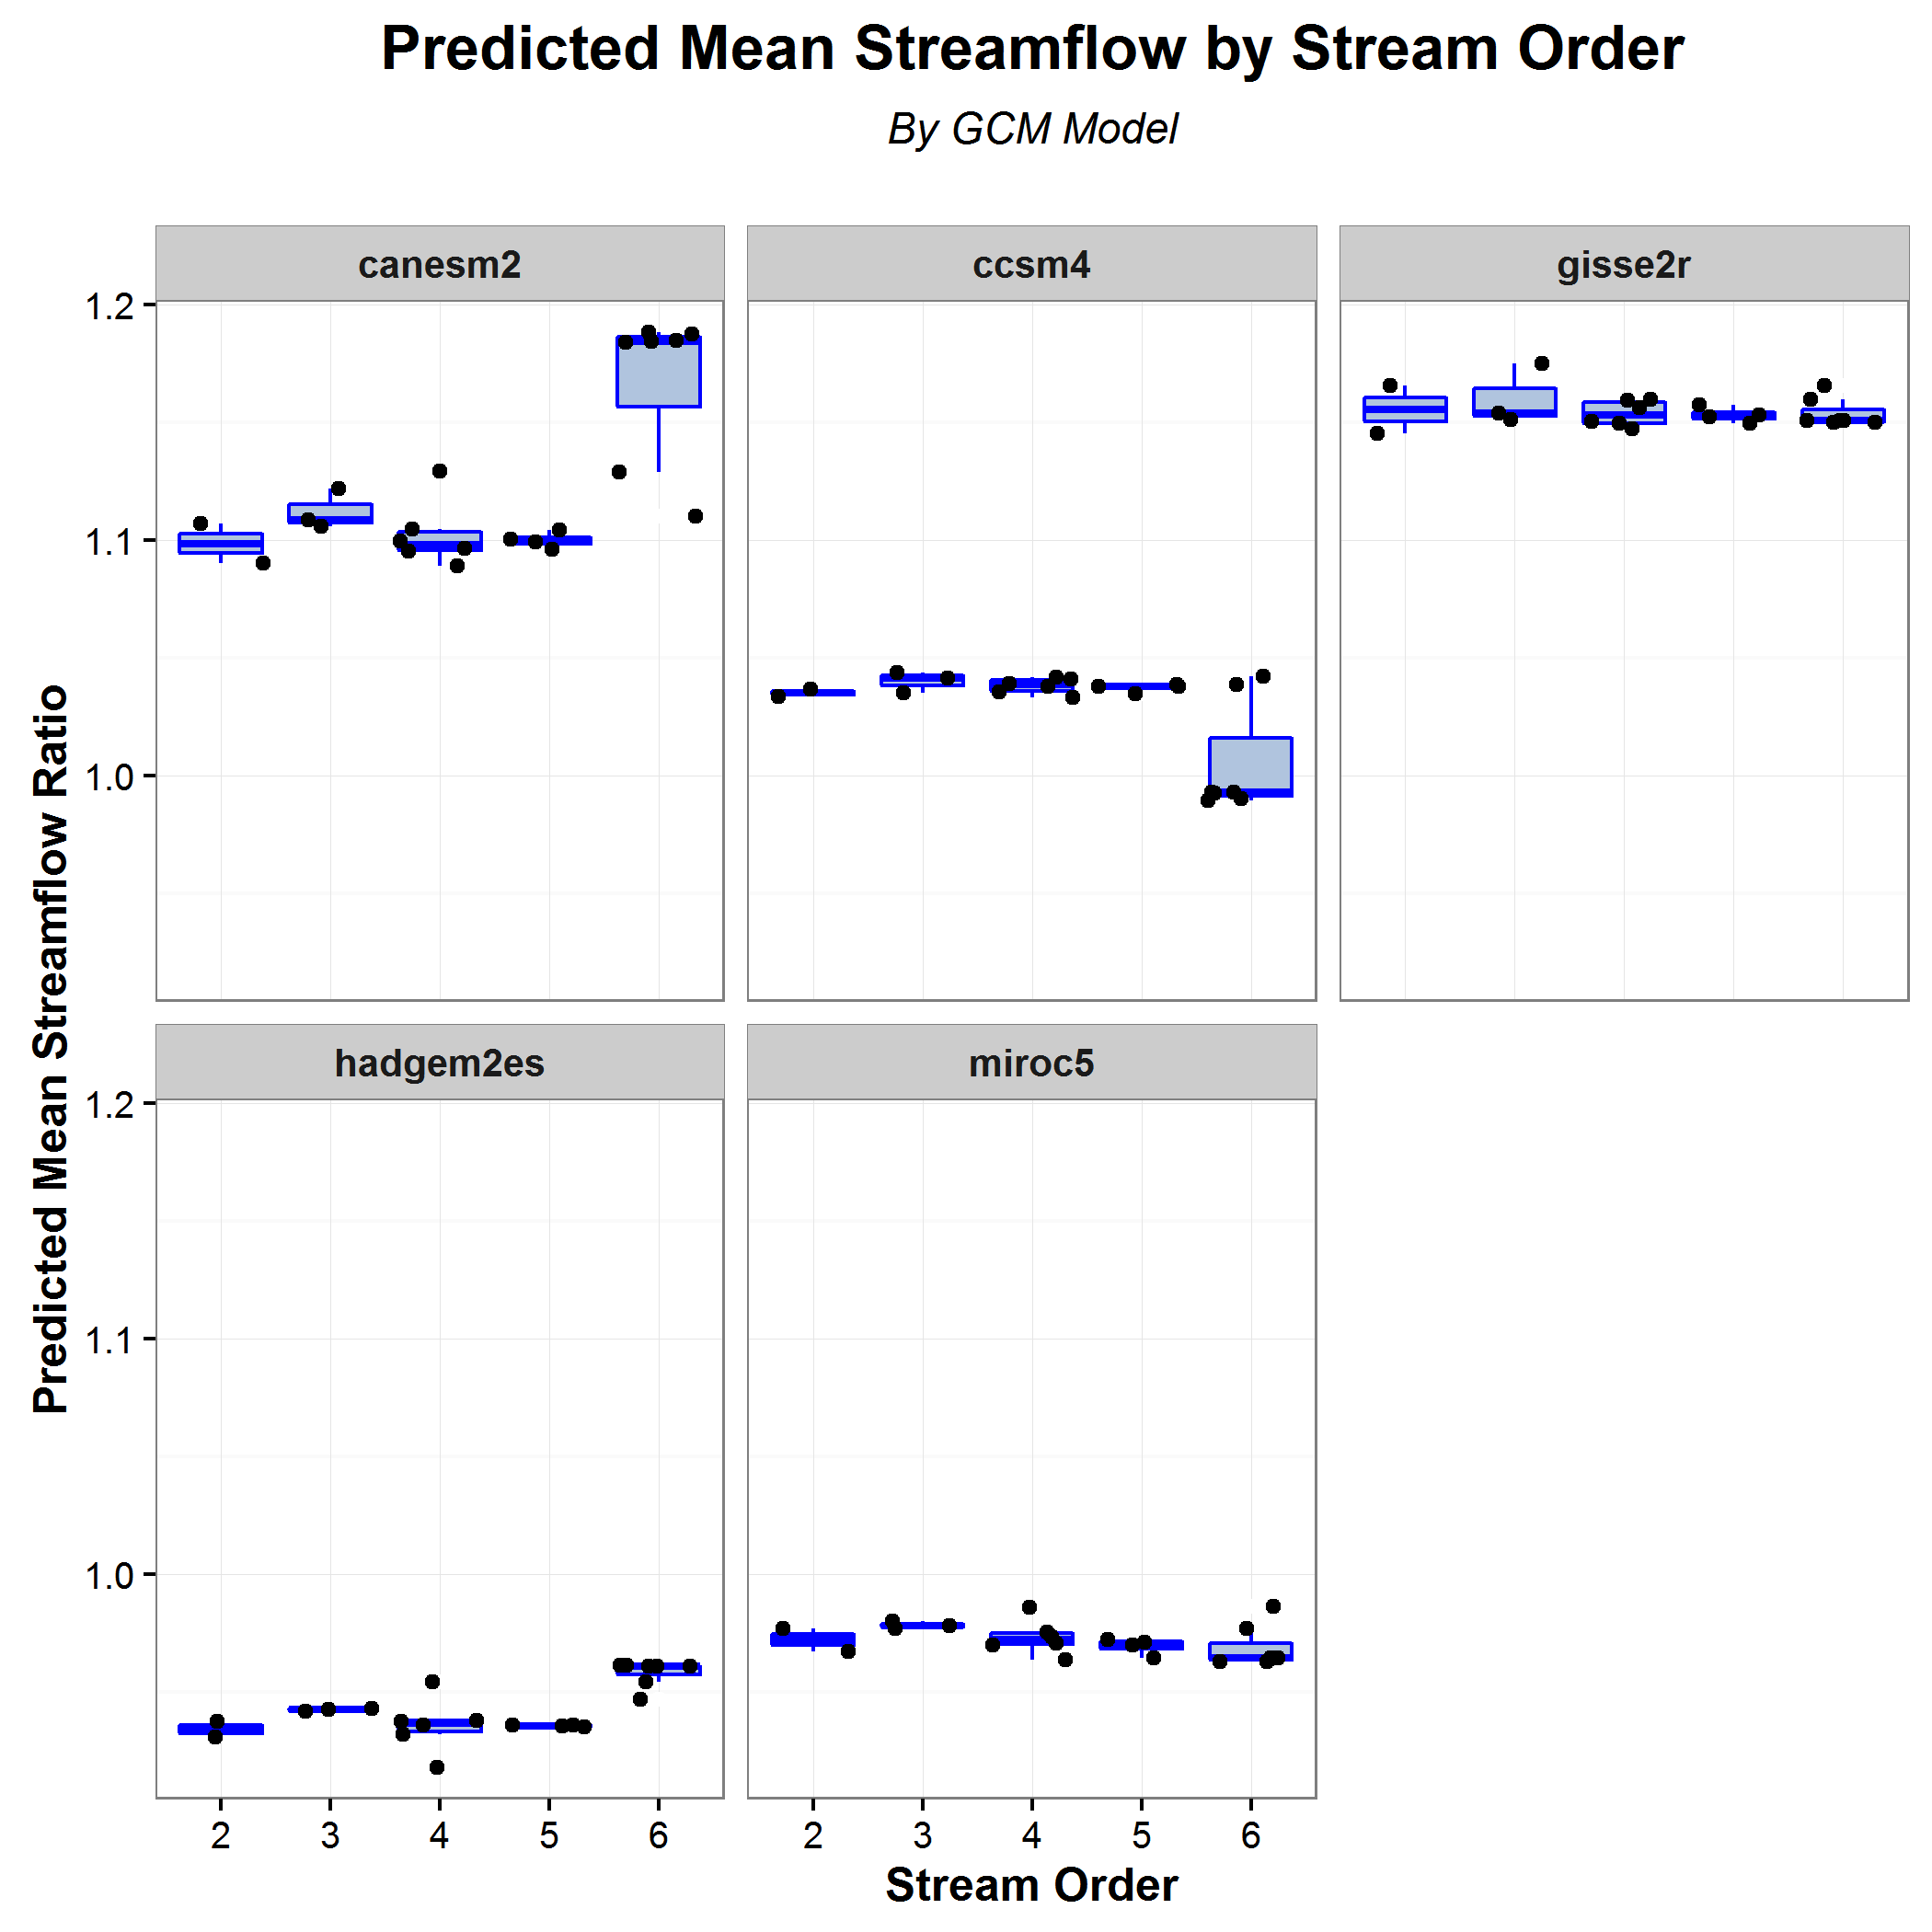 Predicted Mean Streamflow by Stream Order
By GCM Model
canesm2
ccsm4
gisse2r
1.2
1.1
1.0
Predicted Mean Streamflow Ratio
hadgem2es
miroc5
1.2
1.1
1.0
2 3 4 5 6
2 3 4 5 6
Stream Order